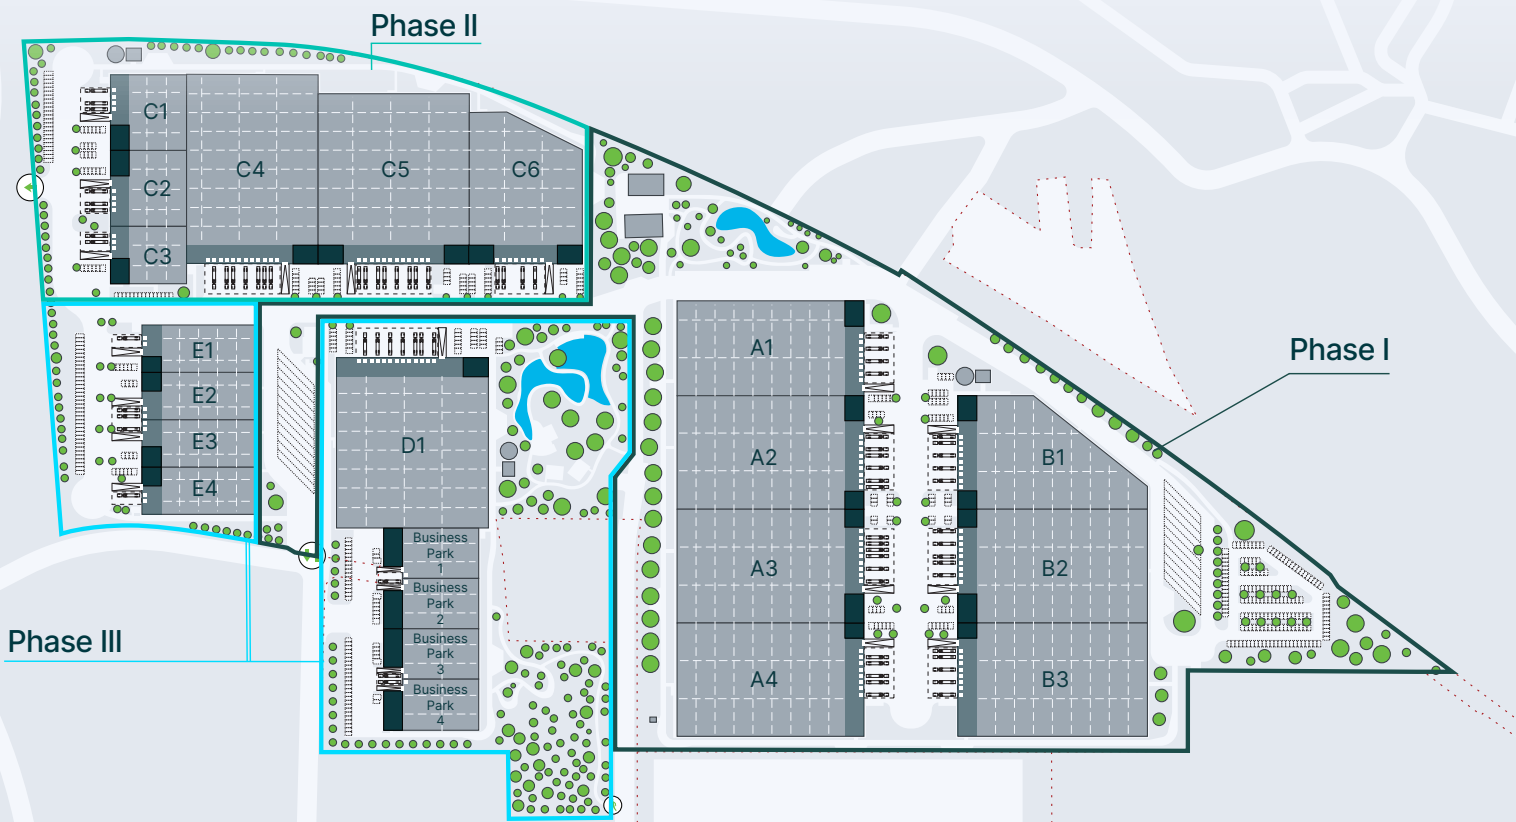 Phase II
C1
C4
C5
C6
C2
C3
Phase I
E1
E2
E3
E4
D1
A1
A2
B1
A3
B2
A4
B3
Business
Park
1
Business
Park
2
Business
Park
3
Business
Park
4
Phase III